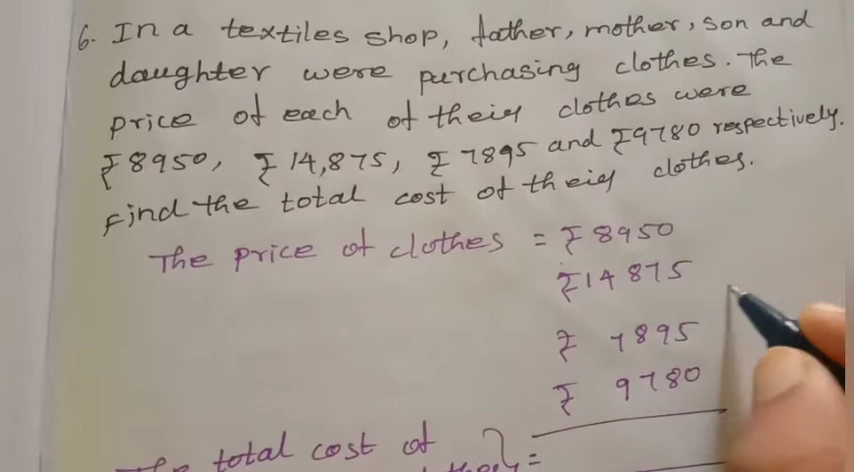 6. In a textiles shop, father, mother, son and
daughter were purchasing clothes. The
price of each of their clothes were
₹8950, ₹14,875, ₹7895 and ₹9780 respectively.
Find the total cost of their clothes.
The price of clothes = ₹8950
₹14875
₹ 7895
₹ 9780
The total cost of
} =